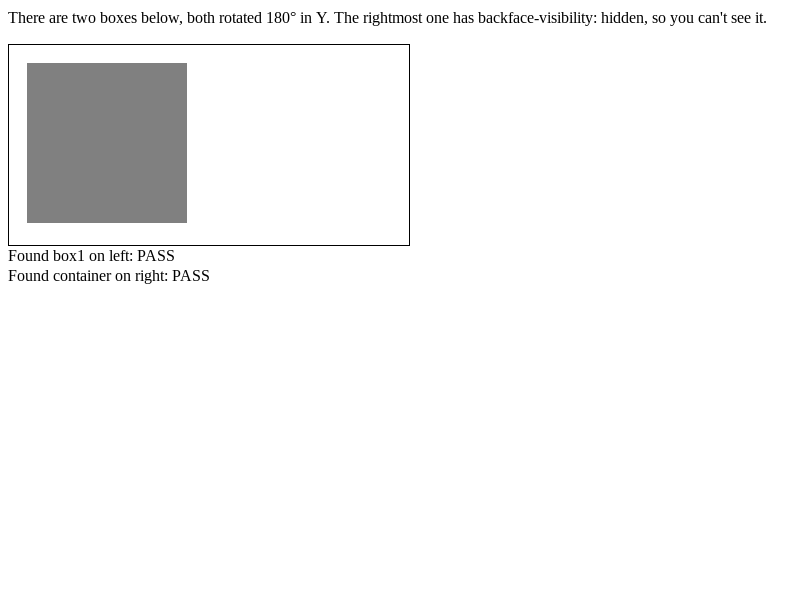 There are two boxes below, both rotated 180° in Y. The rightmost one has backface-visibility: hidden, so you can't see it.
Found box1 on left: PASS
Found container on right: PASS